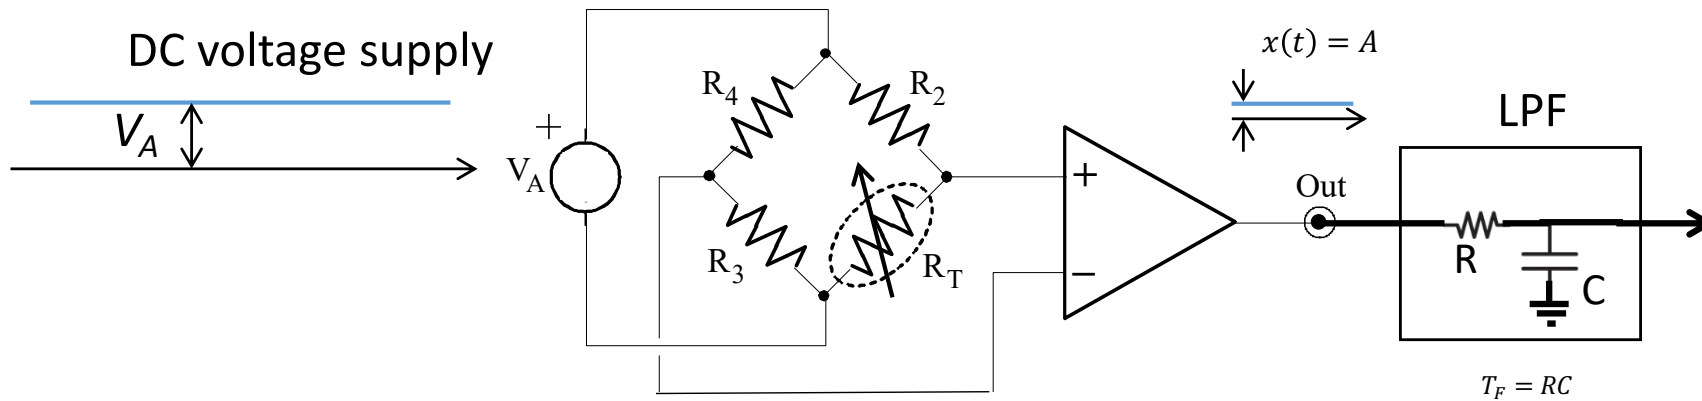 DC voltage supply
V_A
+
V_A
R_4
R_2
R_3
R_T
+
−
x(t) = A
Out
LPF
R
C
T_F = RC